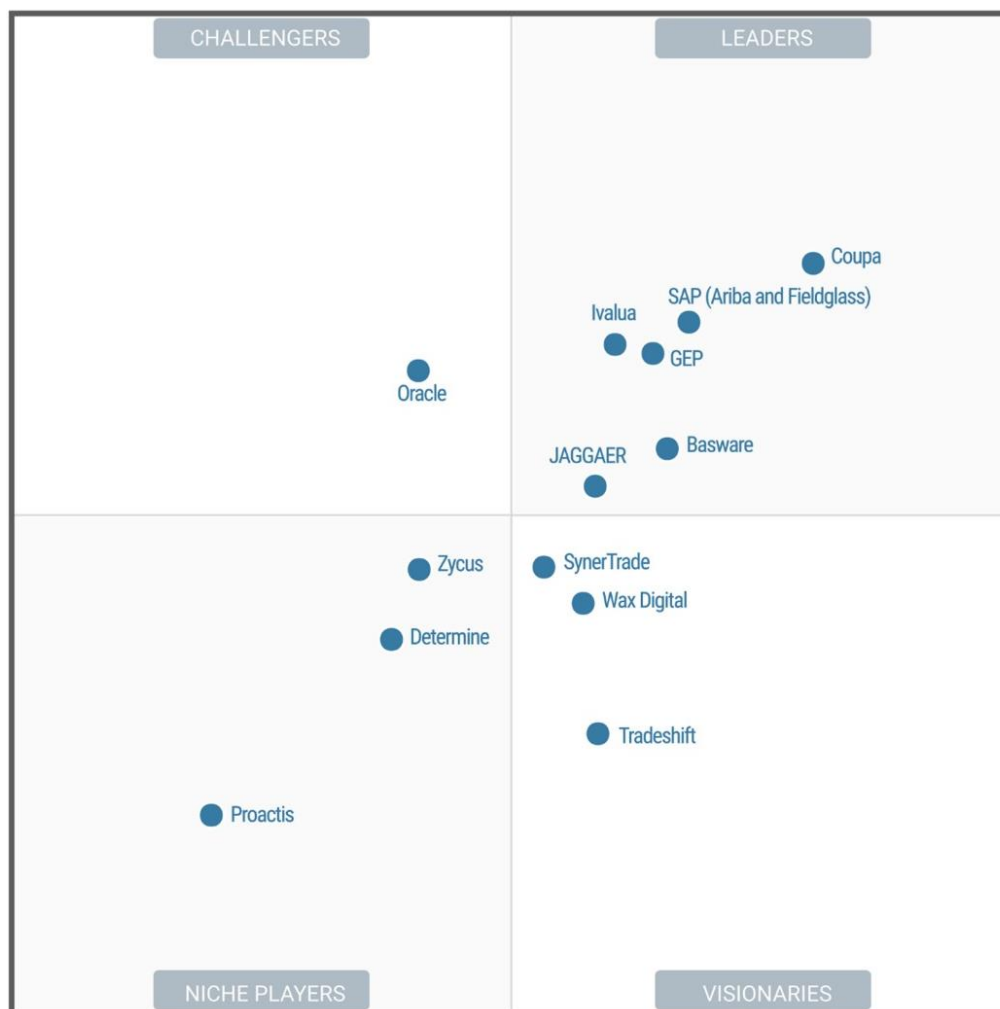 CHALLENGERS
LEADERS
Coupa
SAP (Ariba and Fieldglass)
Ivalua
GEP
Oracle
Basware
JAGGAER
Zycus
SynerTrade
Wax Digital
Determine
Tradeshift
Proactis
NICHE PLAYERS
VISIONARIES